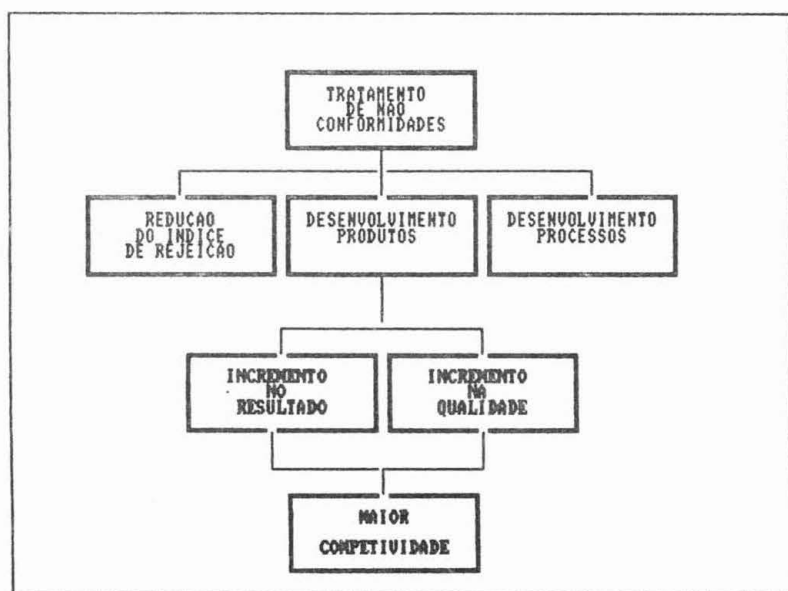 TRATAMENTO
DE NAO
CONFORMIDADES
REDUCAO
DO INDICE
DE REJEICAO
DESENVOLVIMENTO
PRODUTOS
DESENVOLVIMENTO
PROCESSOS
INCREMENTO
NO
RESULTADO
INCREMENTO
NA
QUALIDADE
MAIOR
COMPETIVIDADE